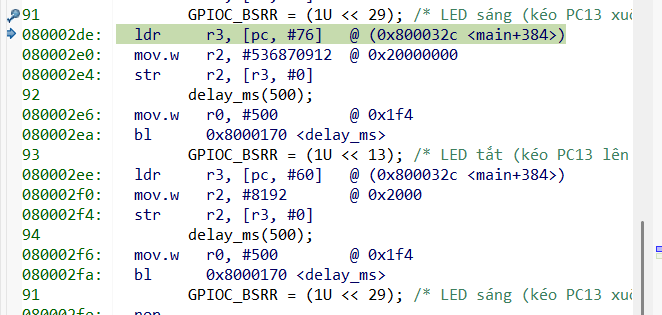 91 GPIOC_BSRR = (1U << 29); /* LED sáng (kéo PC13
080002de: ldr r3, [pc, #76] @ (0x800032c <main+384>)
080002e0: mov.w r2, #536870912 @ 0x20000000
080002e4: str r2, [r3, #0]
92 delay_ms(500);
080002e6: mov.w r0, #500 @ 0x1f4
080002ea: bl 0x8000170 <delay_ms>
93 GPIOC_BSRR = (1U << 13); /* LED tắt (kéo PC13 lên
080002ee: ldr r3, [pc, #60] @ (0x800032c <main+384>)
080002f0: mov.w r2, #8192 @ 0x2000
080002f4: str r2, [r3, #0]
94 delay_ms(500);
080002f6: mov.w r0, #500 @ 0x1f4
080002fa: bl 0x8000170 <delay_ms>
91 GPIOC_BSRR = (1U << 29); /* LED sáng (kéo PC13
080002fe: nop